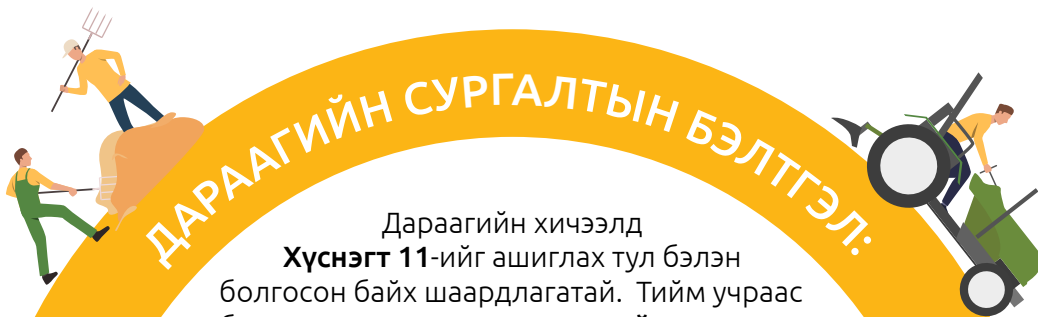 ДАРААГИЙН СУРГАЛТЫН БЭЛТГЭЛ:
Дараагийн хичээлд
Хүснэгт 11-ийг ашиглах тул бэлэн
болгосон байх шаардлагатай. Тийм учраас